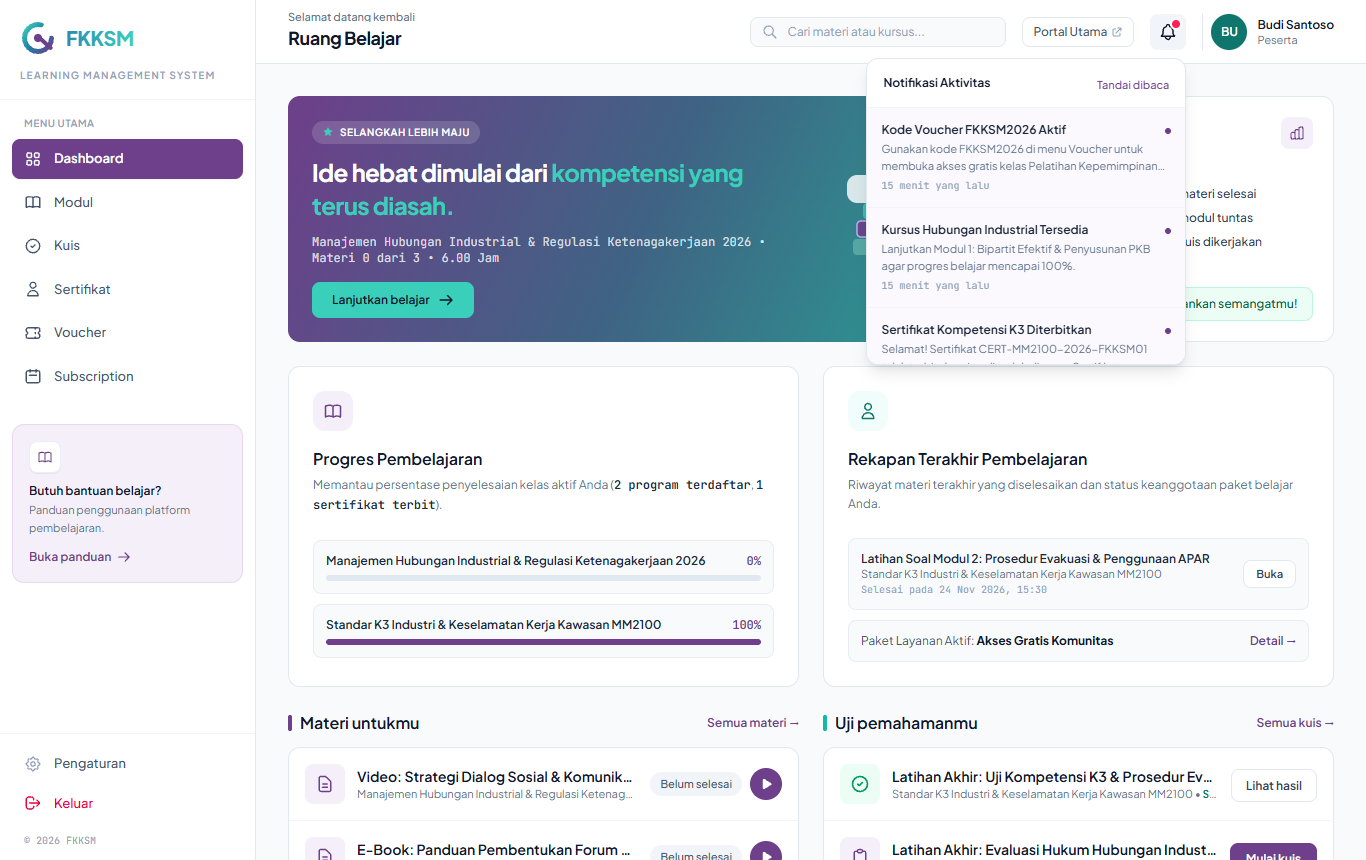 FKKSM
LEARNING MANAGEMENT SYSTEM
MENU UTAMA
Dashboard
Modul
Kuis
Sertifikat
Voucher
Subscription
Butuh bantuan belajar?
Panduan penggunaan platform
pembelajaran.
Buka panduan →
Pengaturan
Keluar
© 2026 FKKSM
Selamat datang kembali
Ruang Belajar
Cari materi atau kursus...
Portal Utama
BU
Budi Santoso
Peserta
Notifikasi Aktivitas
Tandai dibaca
Kode Voucher FKKSM2026 Aktif
Gunakan kode FKKSM2026 di menu Voucher untuk
membuka akses gratis kelas Pelatihan Kepemimpinan...
15 menit yang lalu
Kursus Hubungan Industrial Tersedia
Lanjutkan Modul 1: Bipartit Efektif & Penyusunan PKB
agar progres belajar mencapai 100%.
15 menit yang lalu
Sertifikat Kompetensi K3 Diterbitkan
Selamat! Sertifikat CERT-MM2100-2026-FKKSM01
SELANGKAH LEBIH MAJU
Ide hebat dimulai dari kompetensi yang
terus diasah.
Manajemen Hubungan Industrial & Regulasi Ketenagakerjaan 2026 •
Materi 0 dari 3 • 6.00 Jam
Lanjutkan belajar →
materi selesai
modul tuntas
kuis dikerjakan
ankan semangatmu!
Progres Pembelajaran
Memantau persentase penyelesaian kelas aktif Anda (2 program terdaftar, 1
sertifikat terbit).
Manajemen Hubungan Industrial & Regulasi Ketenagakerjaan 2026 0%
Standar K3 Industri & Keselamatan Kerja Kawasan MM2100 100%
Rekapan Terakhir Pembelajaran
Riwayat materi terakhir yang diselesaikan dan status keanggotaan paket belajar
Anda.
Latihan Soal Modul 2: Prosedur Evakuasi & Penggunaan APAR
Standar K3 Industri & Keselamatan Kerja Kawasan MM2100
Selesai pada 24 Nov 2026, 15:30
Buka
Paket Layanan Aktif: Akses Gratis Komunitas
Detail →
Materi untukmu
Semua materi →
Video: Strategi Dialog Sosial & Komunik...
Manajemen Hubungan Industrial & Regulasi Ketenag...
Belum selesai
E-Book: Panduan Pembentukan Forum ...
Belum selesai
Uji pemahamanmu
Semua kuis →
Latihan Akhir: Uji Kompetensi K3 & Prosedur Ev...
Standar K3 Industri & Keselamatan Kerja Kawasan MM2100 • S...
Lihat hasil
Latihan Akhir: Evaluasi Hukum Hubungan Indust...
Mulai kuis